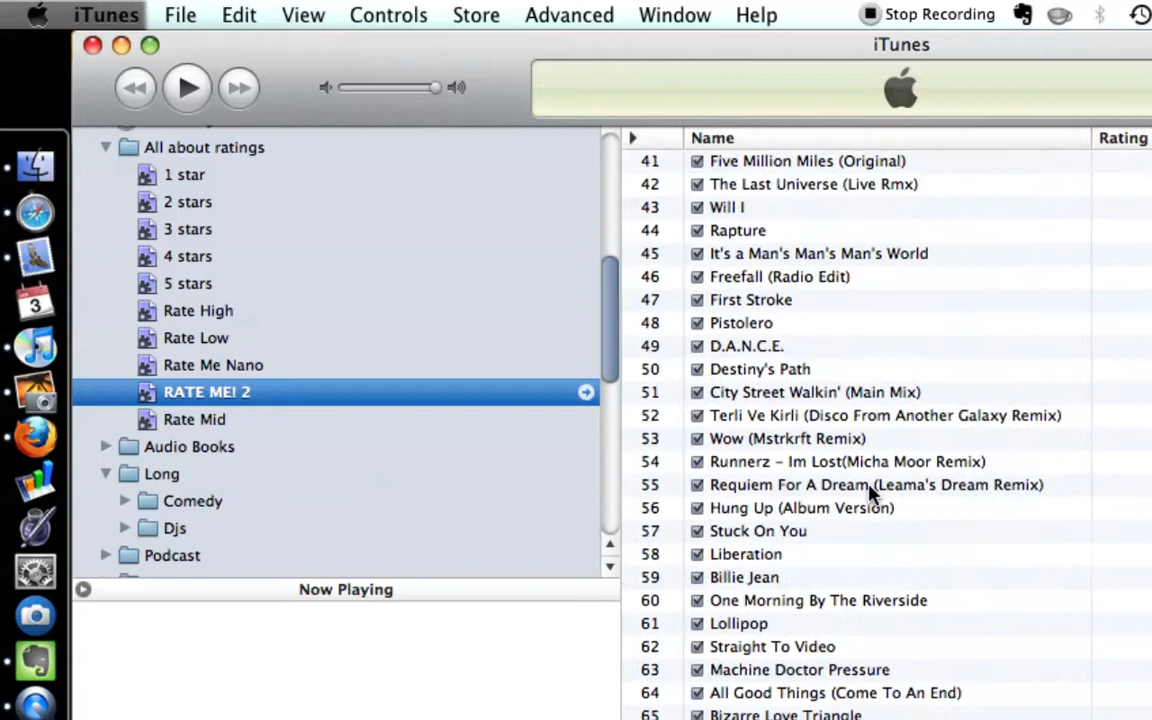 iTunes File Edit View Controls Store Advanced Window Help Stop Recording
iTunes
All about ratings
1 star
2 stars
3 stars
4 stars
5 stars
Rate High
Rate Low
Rate Me Nano
RATE ME! 2
Rate Mid
Audio Books
Long
Comedy
Djs
Podcast
Now Playing
Name Rating
41 Five Million Miles (Original)
42 The Last Universe (Live Rmx)
43 Will I
44 Rapture
45 It's a Man's Man's Man's World
46 Freefall (Radio Edit)
47 First Stroke
48 Pistolero
49 D.A.N.C.E.
50 Destiny's Path
51 City Street Walkin' (Main Mix)
52 Terli Ve Kirli (Disco From Another Galaxy Remix)
53 Wow (Mstrkrft Remix)
54 Runnerz - Im Lost(Micha Moor Remix)
55 Requiem For A Dream (Leama's Dream Remix)
56 Hung Up (Album Version)
57 Stuck On You
58 Liberation
59 Billie Jean
60 One Morning By The Riverside
61 Lollipop
62 Straight To Video
63 Machine Doctor Pressure
64 All Good Things (Come To An End)
65 Bizarre Love Triangle
3